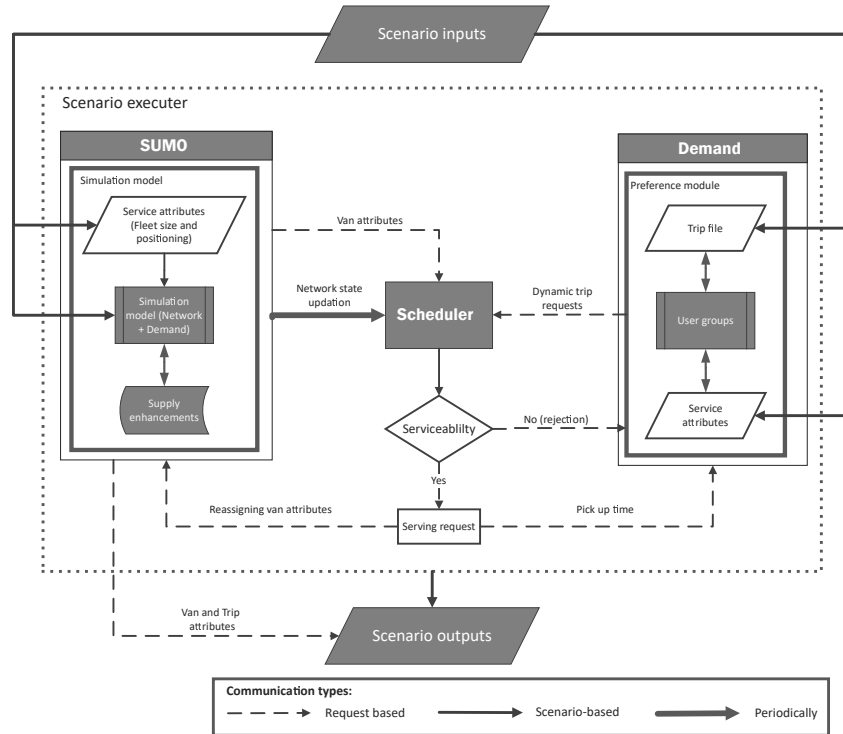 Scenario inputs
Scenario executer
SUMO
Simulation model
Service attributes
(Fleet size and
positioning)
Simulation
model (Network
+ Demand)
Supply
enhancements
Van attributes
Network state
updation
Scheduler
Dynamic trip
requests
Demand
Preference module
Trip file
User groups
Service
attributes
Serviceablilty
No (rejection)
Yes
Reassigning van attributes
Serving request
Pick up time
Van and Trip
attributes
Scenario outputs
Communication types:
Request based
Scenario-based
Periodically